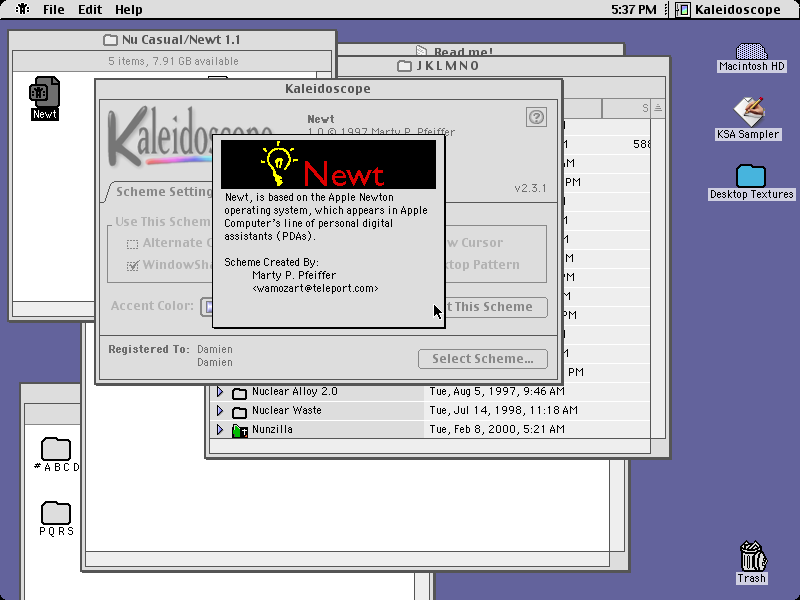 File Edit Help
5:37 PM
Kaleidoscope
Nu Casual/Newt 1.1
5 items, 7.91 GB available
Newt
Read me!
JKLMNO
S
588
PM
PM
PM
PM
Kaleidoscope
Kaleidoscope
Newt
1.0 © 1997 Marty P. Pfeiffer
v2.3.1
Scheme Setting
Use This Schem
Alternate
WindowSha
w Cursor
ktop Pattern
Accent Color:
t This Scheme
Registered To: Damien
Damien
Select Scheme...
Newt
Newt, is based on the Apple Newton
operating system, which appears in Apple
Computer's line of personal digital
assistants (PDAs).
Scheme Created By:
Marty P. Pfeiffer
<wamozart@teleport.com>
Nuclear Alloy 2.0 Tue, Aug 5, 1997, 9:46 AM
Nuclear Waste Tue, Jul 14, 1998, 11:18 AM
Nunzilla Tue, Feb 8, 2000, 5:21 AM
#ABCD
PQRS
Macintosh HD
KSA Sampler
Desktop Textures
Trash